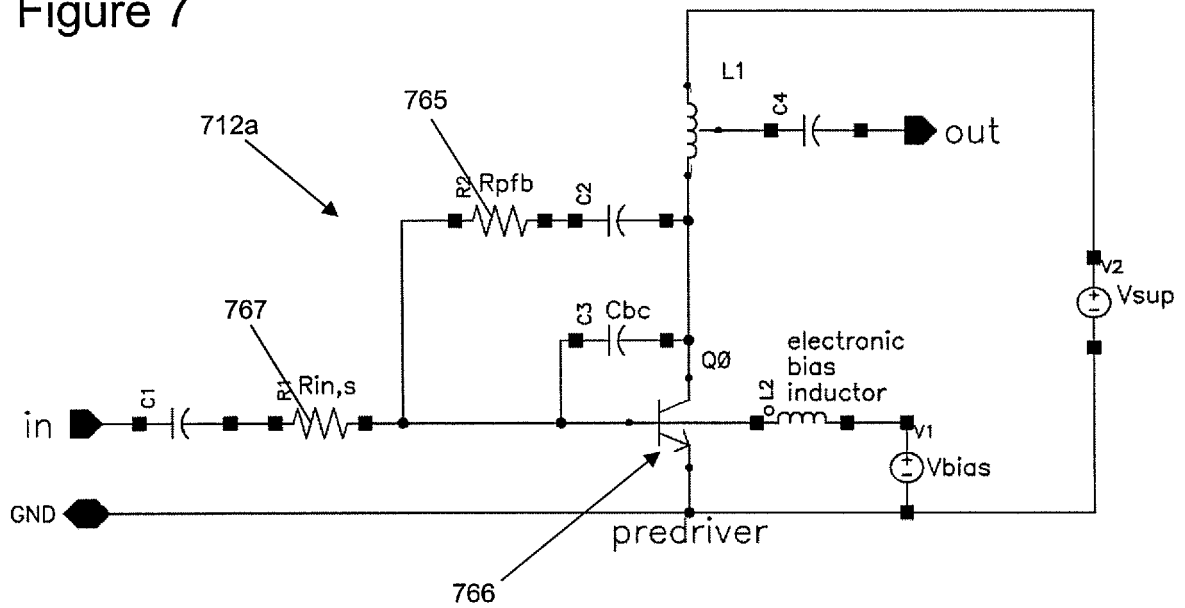 Figure 7
L1
C4
out
765
712a
R2 Rpfb
C2
V2
Vsup
767
C3 Cbc
Q0
electronic
bias
inductor
L2
C1
R1 Rin,s
in
V1
Vbias
GND
predriver
766